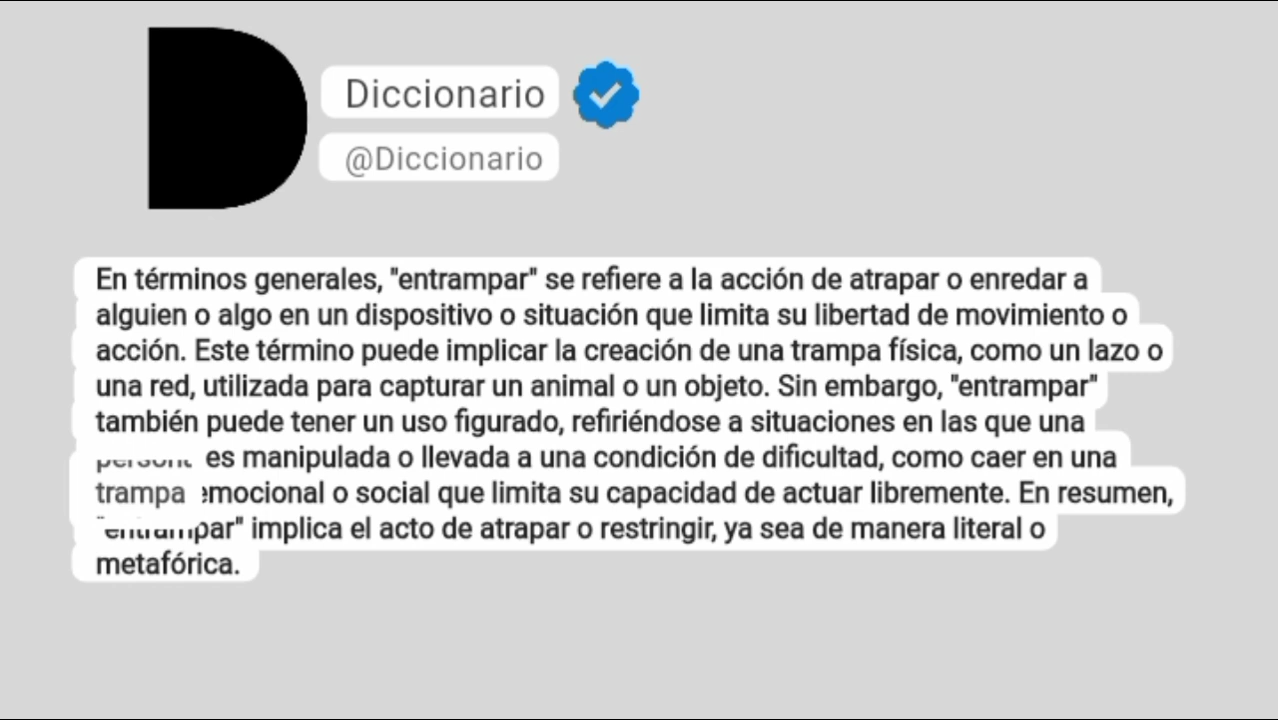 Diccionario
@Diccionario
En términos generales, "entrampar" se refiere a la acción de atrapar o enredar a
alguien o algo en un dispositivo o situación que limita su libertad de movimiento o
acción. Este término puede implicar la creación de una trampa física, como un lazo o
una red, utilizada para capturar un animal o un objeto. Sin embargo, "entrampar"
también puede tener un uso figurado, refiriéndose a situaciones en las que una
es manipulada o llevada a una condición de dificultad, como caer en una
trampa emocional o social que limita su capacidad de actuar libremente. En resumen,
"entrampar" implica el acto de atrapar o restringir, ya sea de manera literal o
metafórica.